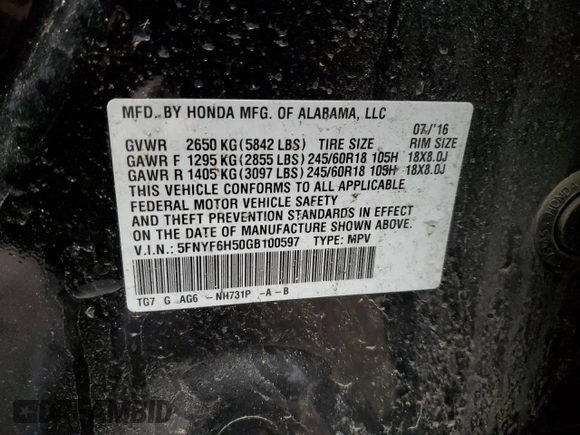 MFD. BY HONDA MFG. OF ALABAMA, LLC
07/'16
GVWR 2650 KG (5842 LBS) TIRE SIZE RIM SIZE
GAWR F 1295 KG (2855 LBS) 245/60R18 105H 18X8.0J
GAWR R 1405 KG (3097 LBS) 245/60R18 105H 18X8.0J
THIS VEHICLE CONFORMS TO ALL APPLICABLE
FEDERAL MOTOR VEHICLE SAFETY
AND THEFT PREVENTION STANDARDS IN EFFECT
ON THE DATE OF MANUFACTURE SHOWN ABOVE.
V.I.N.: 5FNYF6H50GB100597 TYPE: MPV
TG7 G AG6 -NH731P -A-B